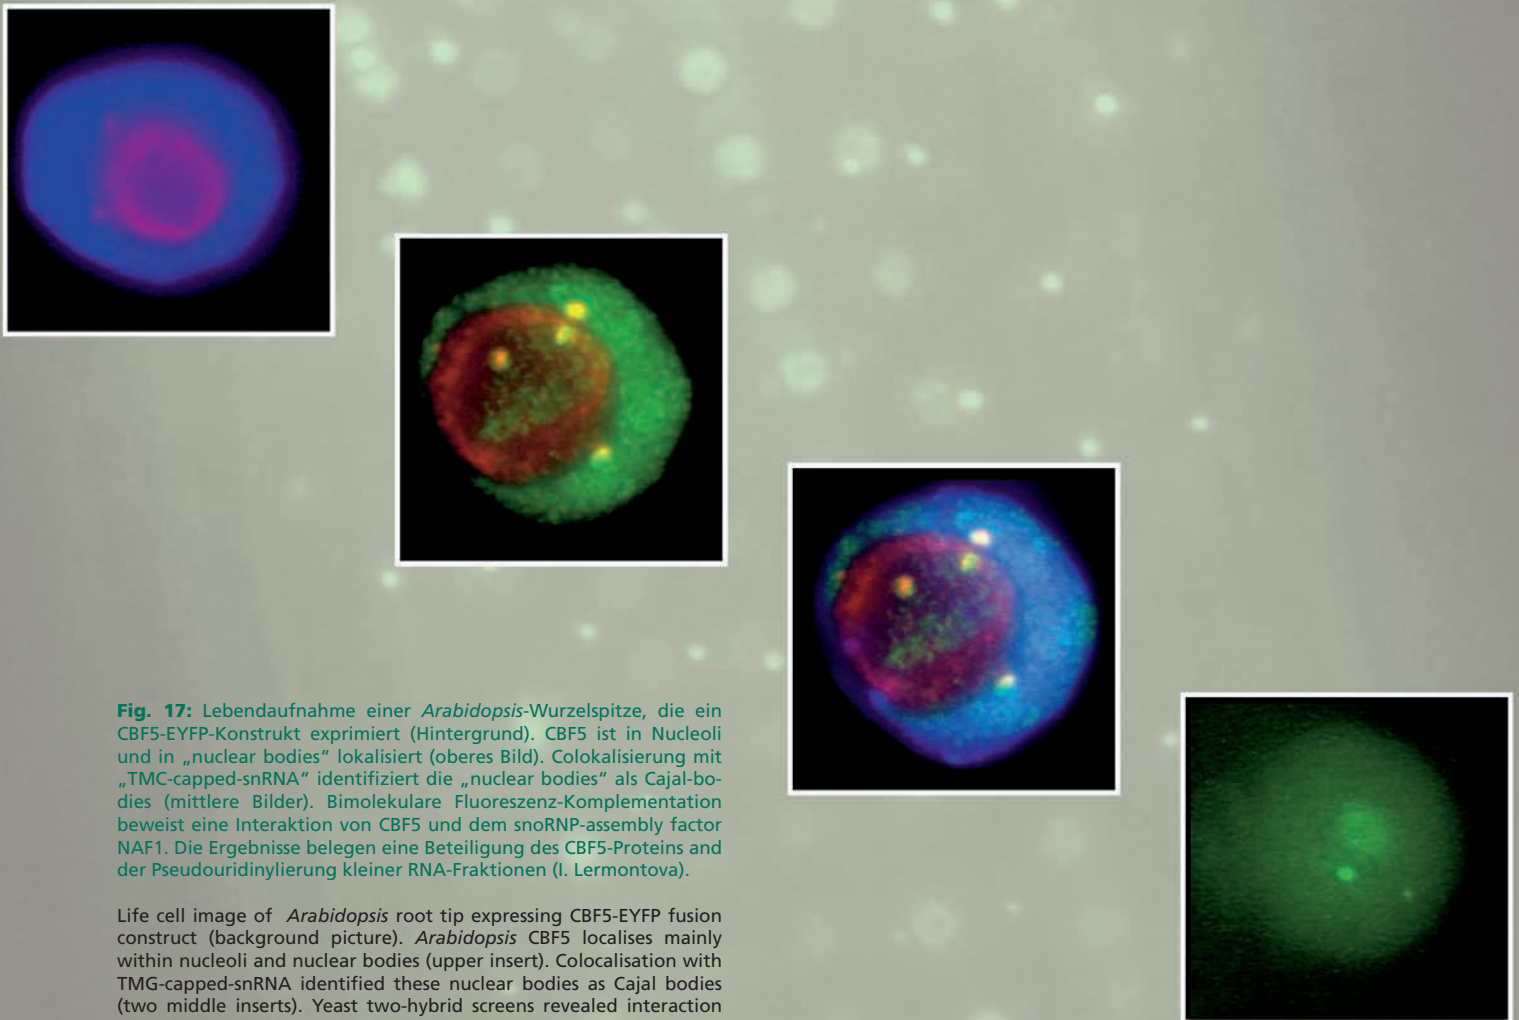 Fig. 17: Lebendaufnahme einer Arabidopsis-Wurzelspitze, die ein
CBF5-EYFP-Konstrukt exprimiert (Hintergrund). CBF5 ist in Nucleoli
und in „nuclear bodies“ lokalisiert (oberes Bild). Colokalisierung mit
„TMC-capped-snRNA“ identifiziert die „nuclear bodies“ als Cajal-bo-
dies (mittlere Bilder). Bimolekulare Fluoreszenz-Komplementation
beweist eine Interaktion von CBF5 und dem snoRNP-assembly factor
NAF1. Die Ergebnisse belegen eine Beteiligung des CBF5-Proteins and
der Pseudouridinylierung kleiner RNA-Fraktionen (I. Lermontova).
Life cell image of Arabidopsis root tip expressing CBF5-EYFP fusion
construct (background picture). Arabidopsis CBF5 localises mainly
within nucleoli and nuclear bodies (upper insert). Colocalisation with
TMG-capped-snRNA identified these nuclear bodies as Cajal bodies
(two middle inserts). Yeast two-hybrid screens revealed interaction